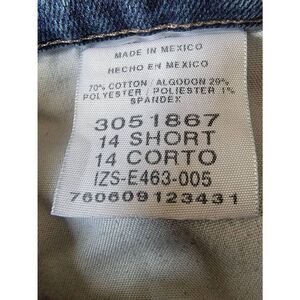 MADE IN MEXICO
HECHO EN MEXICO
70% COTTON / ALGODON 29%
POLYESTER / POLIESTER 1%
SPANDEX
3051867
14 SHORT
14 CORTO
IZS-E463-005
760609123431